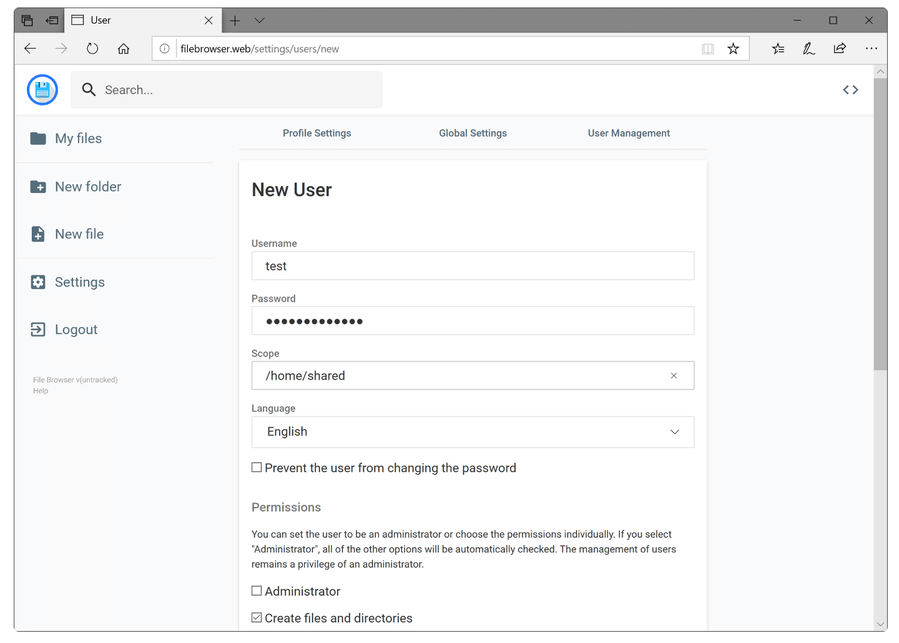 User
filebrowser.web/settings/users/new
Search...
My files
New folder
New file
Settings
Logout
File Browser v(untracked)
Help
Profile Settings
Global Settings
User Management
New User
Username
test
Password
●●●●●●●●●●●●●
Scope
/home/shared
Language
English
Prevent the user from changing the password
Permissions
You can set the user to be an administrator or choose the permissions individually. If you select
"Administrator", all of the other options will be automatically checked. The management of users
remains a privilege of an administrator.
Administrator
Create files and directories